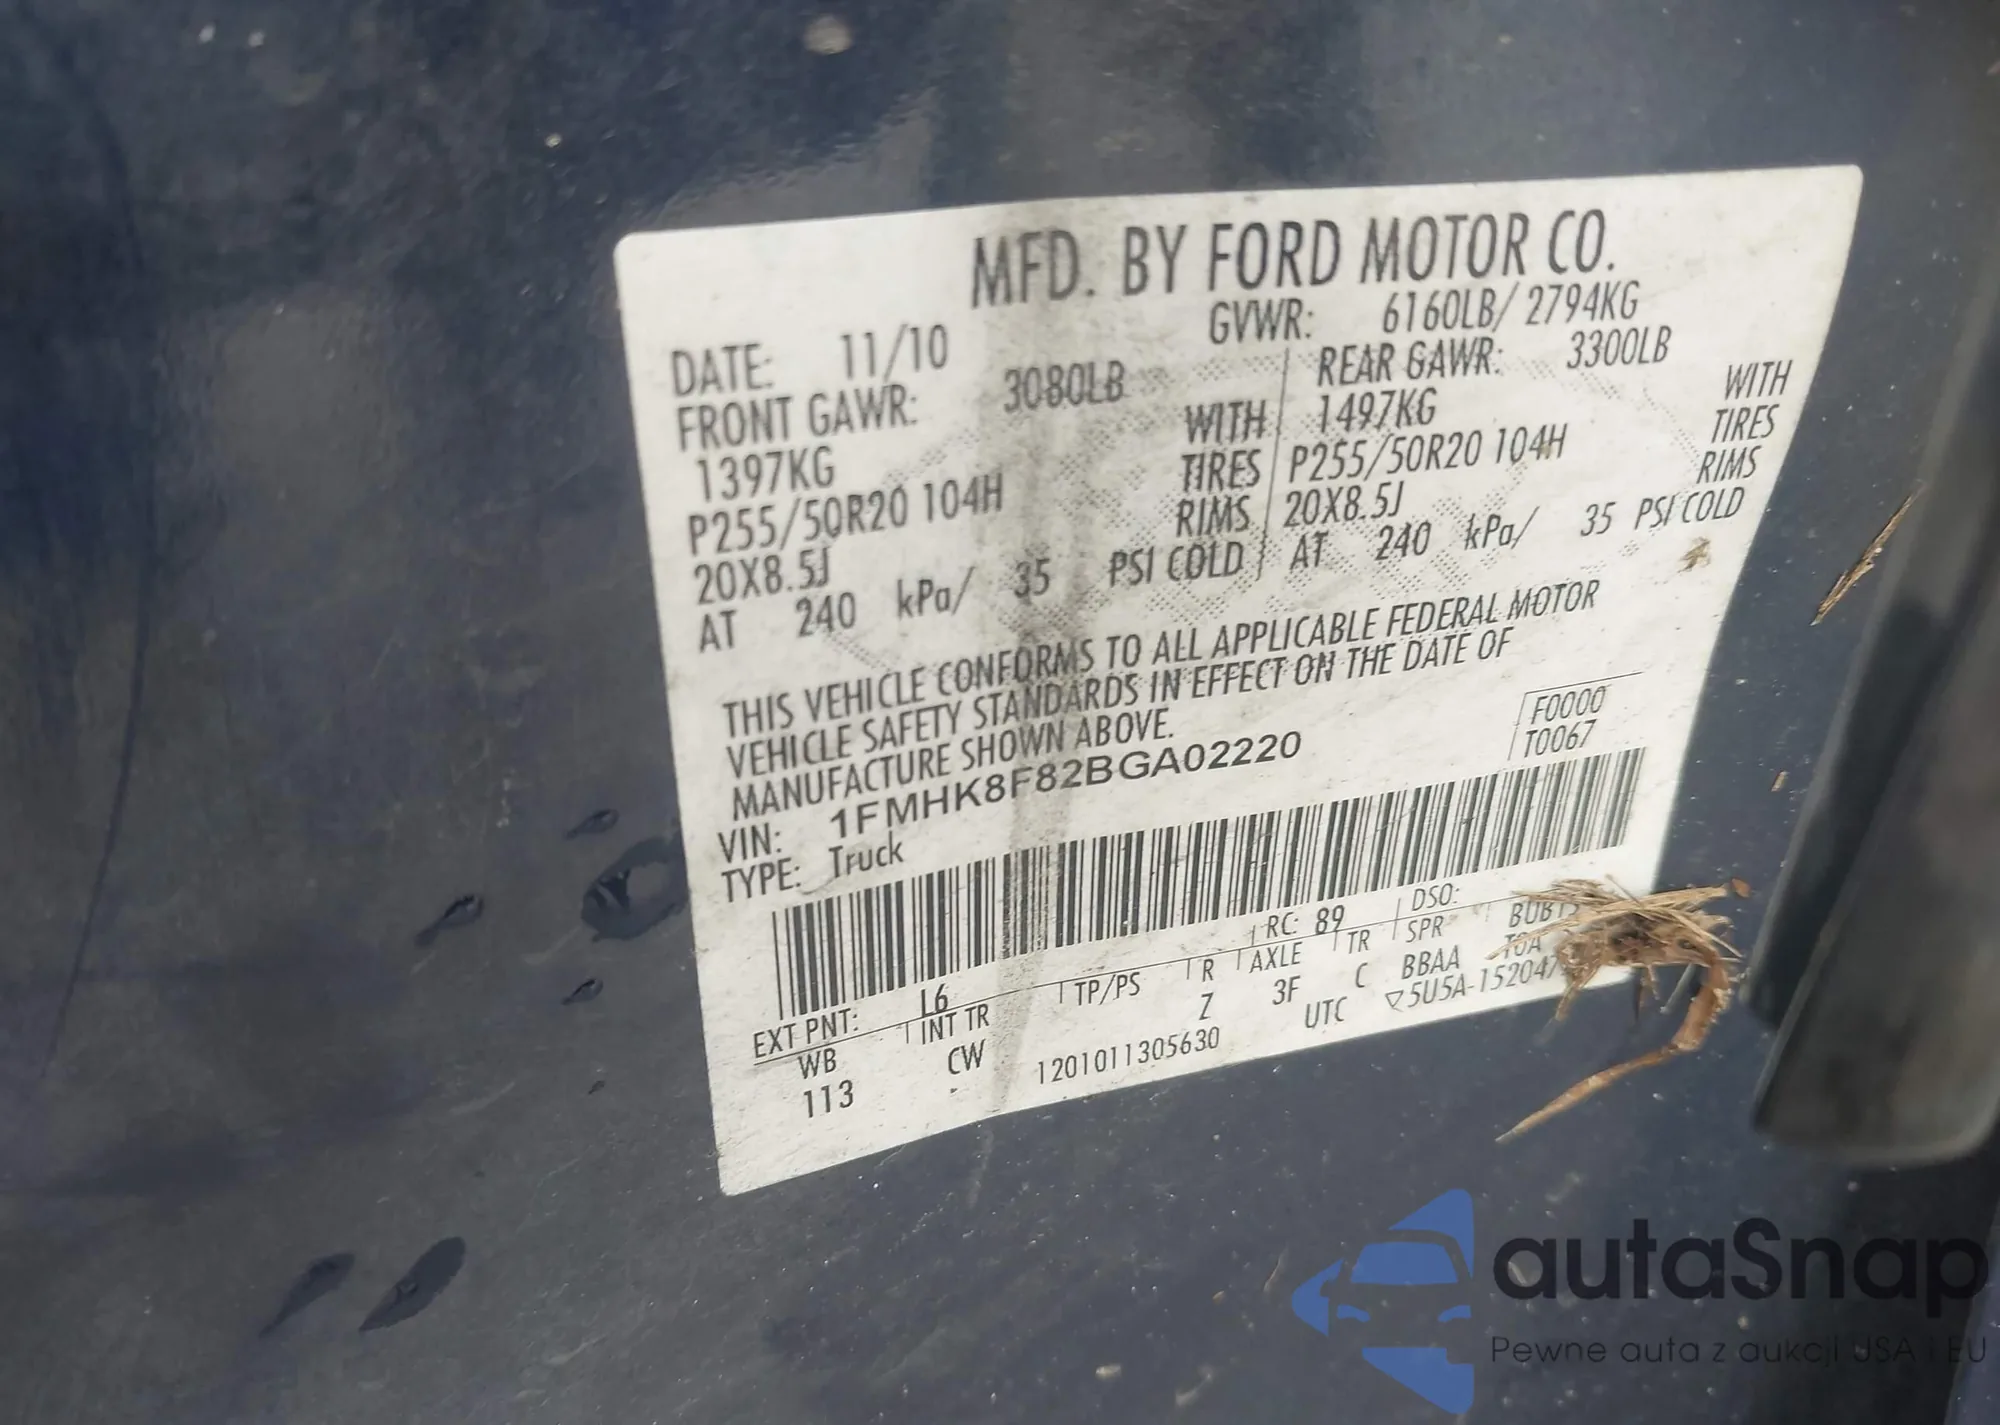 MFD. BY FORD MOTOR CO.
DATE: 11/10 GVWR: 6160LB/ 2794KG
FRONT GAWR: 3080LB REAR GAWR: 3300LB
1397KG WITH 1497KG WITH
P255/50R20 104H TIRES P255/50R20 104H TIRES
20X8.5J RIMS 20X8.5J RIMS
AT 240 kPa/ 35 PSI COLD AT 240 kPa/ 35 PSI COLD
THIS VEHICLE CONFORMS TO ALL APPLICABLE FEDERAL MOTOR
VEHICLE SAFETY STANDARDS IN EFFECT ON THE DATE OF
MANUFACTURE SHOWN ABOVE.
F0000
T0067
VIN: 1FMHK8F82BGA02220
TYPE: Truck
EXT PNT: L6 RC: 89 DSO:
WB INT TR TP/PS R AXLE TR SPR
113 CW Z 3F C BBAA
1201011305630 UTC ▽5U5A-15204
autaSnap
Pewne auta z aukcji USA i EU